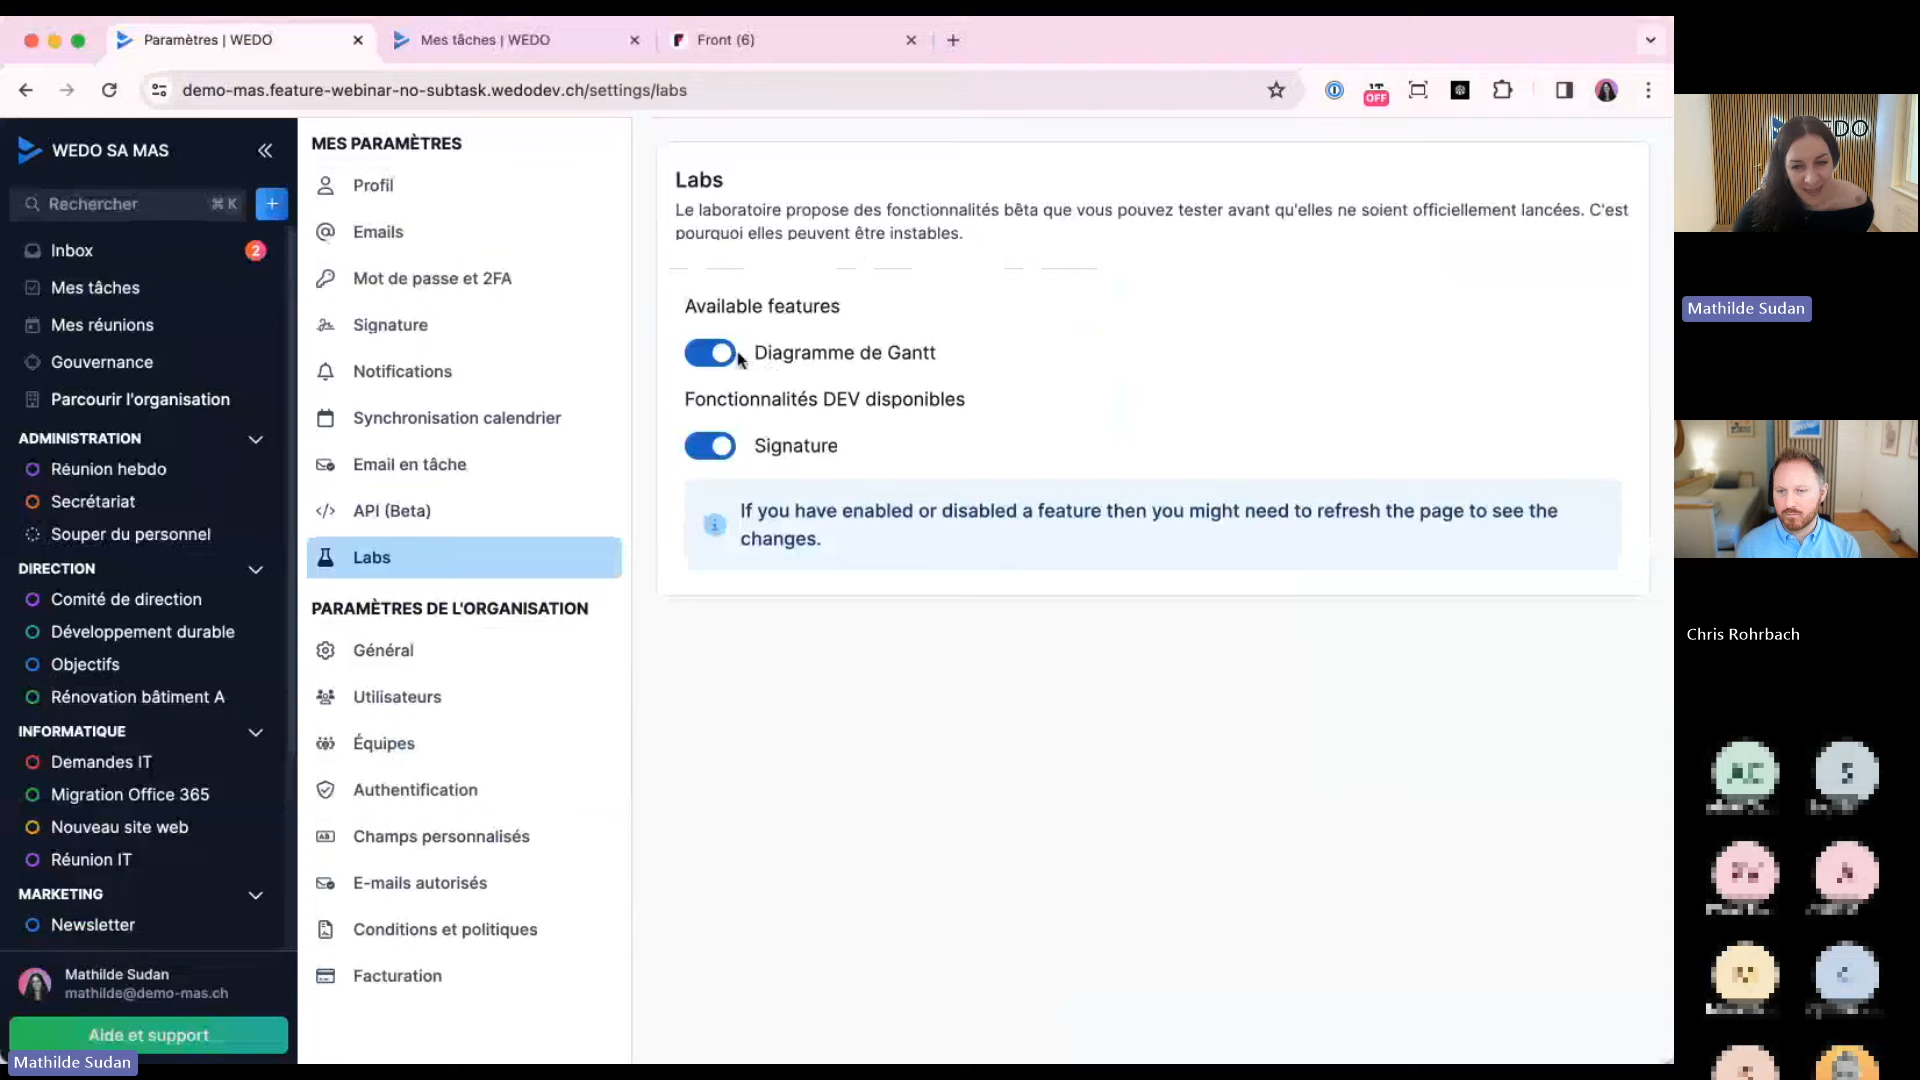 Paramètres | WEDO
Mes tâches | WEDO
Front (6)
demo-mas.feature-webinar-no-subtask.wedodev.ch/settings/labs
OFF
WEDO SA MAS
Rechercher
⌘ K
Inbox
2
Mes tâches
Mes réunions
Gouvernance
Parcourir l'organisation
ADMINISTRATION
Réunion hebdo
Secrétariat
Souper du personnel
DIRECTION
Comité de direction
Développement durable
Objectifs
Rénovation bâtiment A
INFORMATIQUE
Demandes IT
Migration Office 365
Nouveau site web
Réunion IT
MARKETING
Newsletter
Mathilde Sudan
mathilde@demo-mas.ch
Aide et support
Mathilde Sudan
MES PARAMÈTRES
Profil
Emails
Mot de passe et 2FA
Signature
Notifications
Synchronisation calendrier
Email en tâche
API (Beta)
Labs
PARAMÈTRES DE L'ORGANISATION
Général
Utilisateurs
Équipes
Authentification
Champs personnalisés
E-mails autorisés
Conditions et politiques
Facturation
Labs
Le laboratoire propose des fonctionnalités bêta que vous pouvez tester avant qu'elles ne soient officiellement lancées. C'est
pourquoi elles peuvent être instables.
Available features
Diagramme de Gantt
Fonctionnalités DEV disponibles
Signature
If you have enabled or disabled a feature then you might need to refresh the page to see the
changes.
Mathilde Sudan
Chris Rohrbach